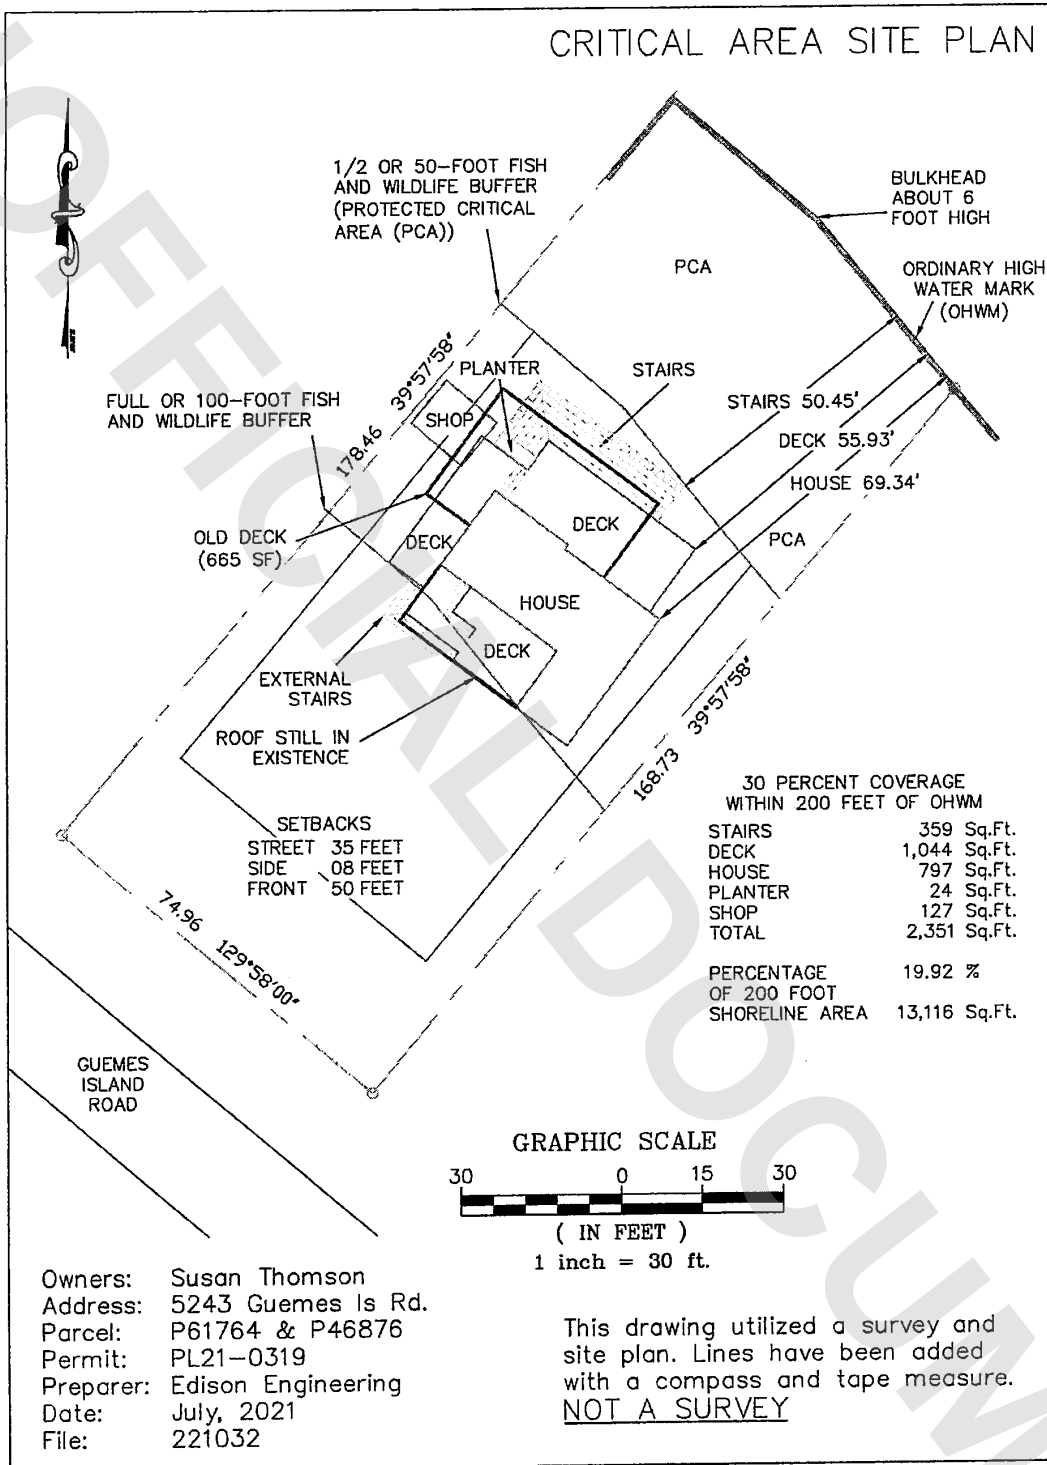 CRITICAL AREA SITE PLAN
1/2 OR 50-FOOT FISH
AND WILDLIFE BUFFER
(PROTECTED CRITICAL
AREA (PCA))
BULKHEAD
ABOUT 6
FOOT HIGH
PCA
ORDINARY HIGH
WATER MARK
(OHWM)
39°57'58"
178.46
PLANTER
STAIRS
FULL OR 100-FOOT FISH
AND WILDLIFE BUFFER
SHOP
STAIRS 50.45'
DECK 55.93'
HOUSE 69.34'
OLD DECK
(665 SF)
DECK
DECK
PCA
HOUSE
DECK
EXTERNAL
STAIRS
ROOF STILL IN
EXISTENCE
168.73 39°57'58"
SETBACKS
STREET 35 FEET
SIDE 08 FEET
FRONT 50 FEET
30 PERCENT COVERAGE
WITHIN 200 FEET OF OHWM
STAIRS 359 Sq.Ft.
DECK 1,044 Sq.Ft.
HOUSE 797 Sq.Ft.
PLANTER 24 Sq.Ft.
SHOP 127 Sq.Ft.
TOTAL 2,351 Sq.Ft.
PERCENTAGE 19.92 %
OF 200 FOOT
SHORELINE AREA 13,116 Sq.Ft.
74.96 129°58'00"
GUEMES
ISLAND
ROAD
GRAPHIC SCALE
30 0 15 30
( IN FEET )
1 inch = 30 ft.
Owners: Susan Thomson
Address: 5243 Guemes Is Rd.
Parcel: P61764 & P46876
Permit: PL21-0319
Preparer: Edison Engineering
Date: July, 2021
File: 221032
This drawing utilized a survey and
site plan. Lines have been added
with a compass and tape measure.
NOT A SURVEY
OFFICIAL DOCUM